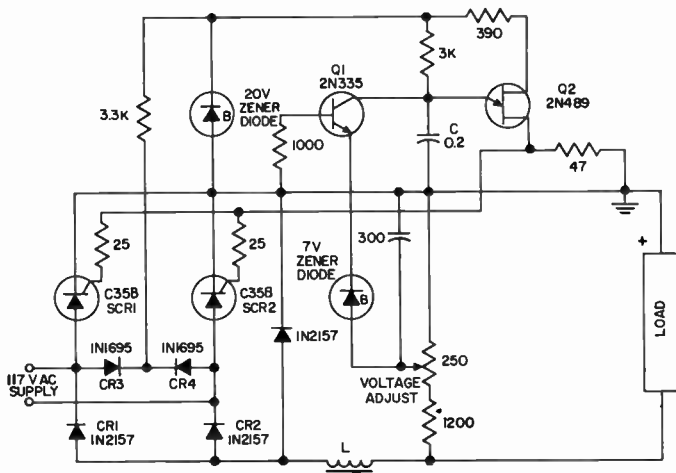 390
3K
Q1
2N335
Q2
2N489
3.3K
20V
ZENER
DIODE
B
1000
C
0.2
47
25
25
300
+
7V
ZENER
DIODE
B
C35B
SCR1
C35B
SCR2
1N2157
LOAD
1N1695
CR3
1N1695
CR4
117 V AC
SUPPLY
250
VOLTAGE
ADJUST
1200
CR1
1N2157
CR2
1N2157
L